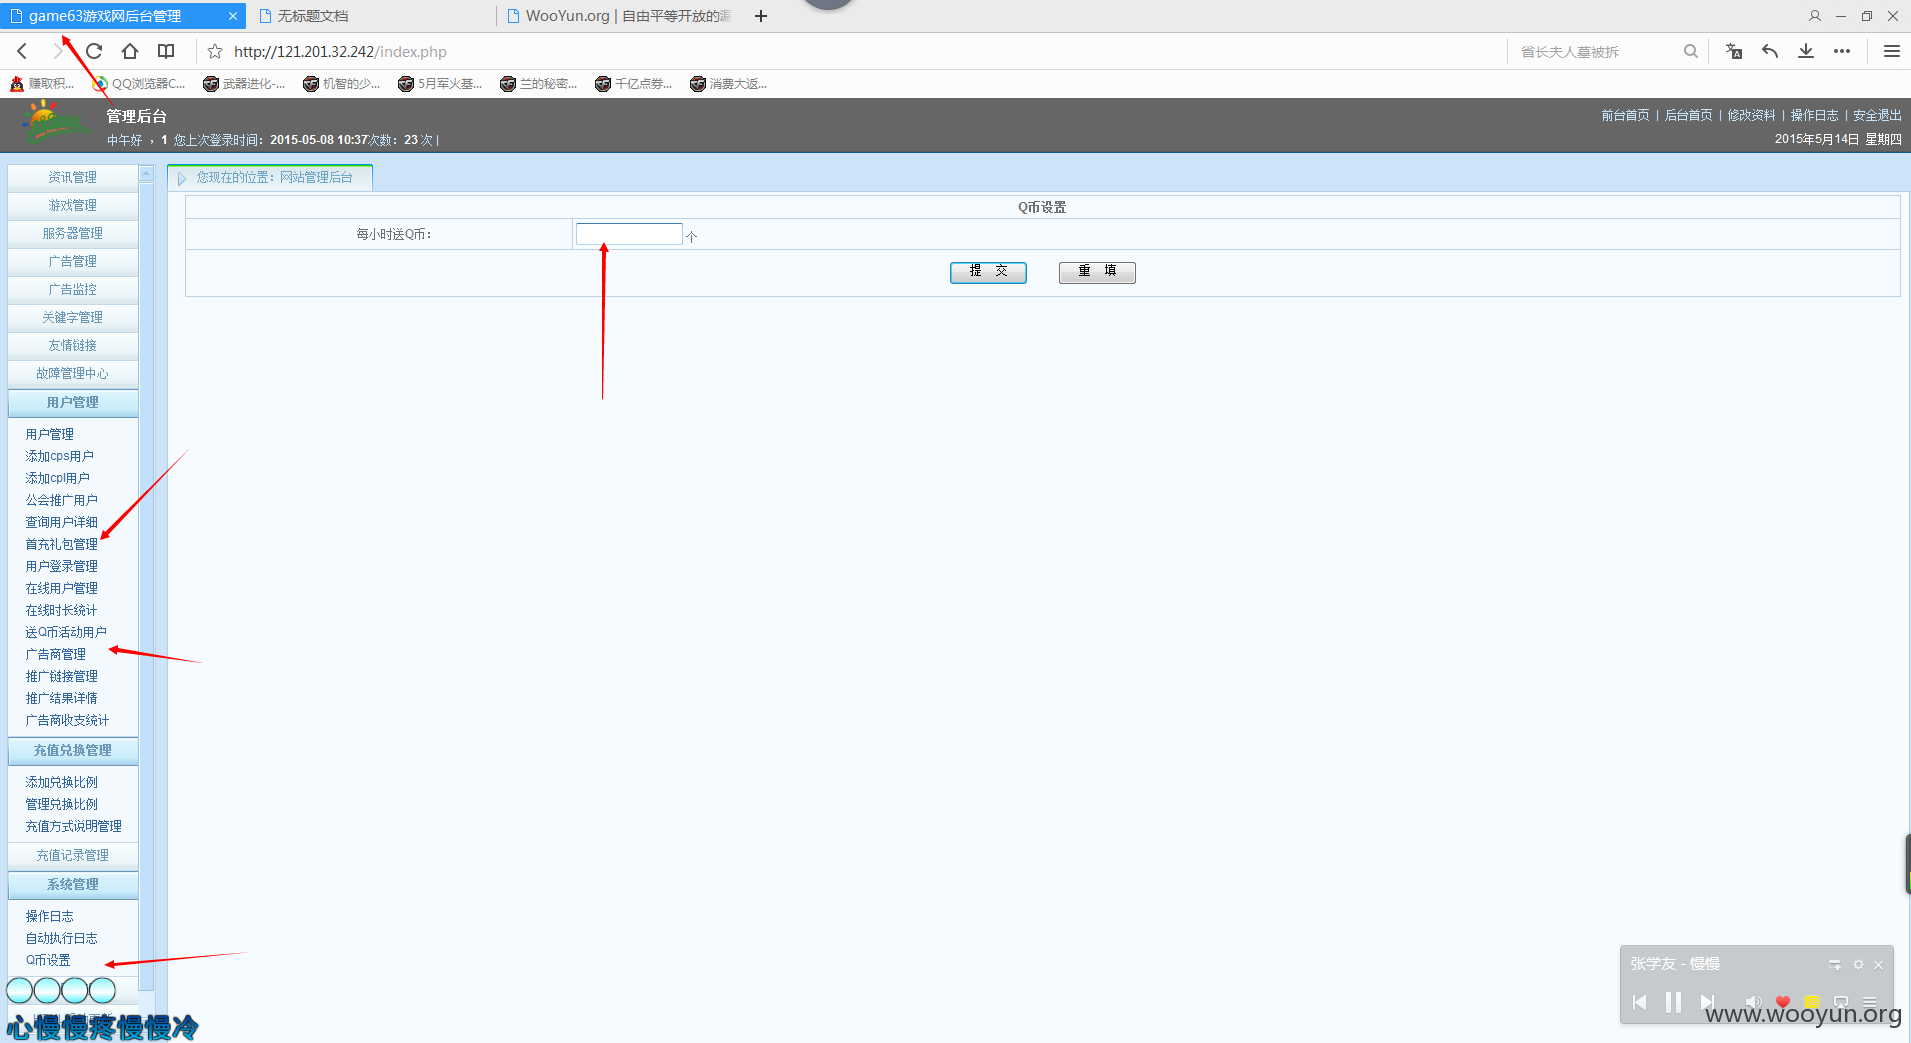 game63游戏网后台管理
无标题文档
WooYun.org | 自由平等开放的漏
http://121.201.32.242/index.php
省长夫人墓被拆
赚取积...
QQ浏览器C...
武器进化-...
机智的少...
5月军火基...
兰的秘密...
千亿点券...
消费大返...
管理后台
中午好 ，1 您上次登录时间：2015-05-08 10:37次数：23 次 |
前台首页 | 后台首页 | 修改资料 | 操作日志 | 安全退出
2015年5月14日 星期四
资讯管理
游戏管理
服务器管理
广告管理
广告监控
关键字管理
友情链接
故障管理中心
用户管理
用户管理
添加cps用户
添加cpl用户
公会推广用户
查询用户详细
首充礼包管理
用户登录管理
在线用户管理
在线时长统计
送Q币活动用户
广告商管理
推广链接管理
推广结果详情
广告商收支统计
充值兑换管理
添加兑换比例
管理兑换比例
充值方式说明管理
充值记录管理
系统管理
操作日志
自动执行日志
Q币设置
您现在的位置：网站管理后台
Q币设置
每小时送Q币：
个
提 交
重 填
张学友 - 慢慢
心慢慢疼慢慢冷
www.wooyun.org